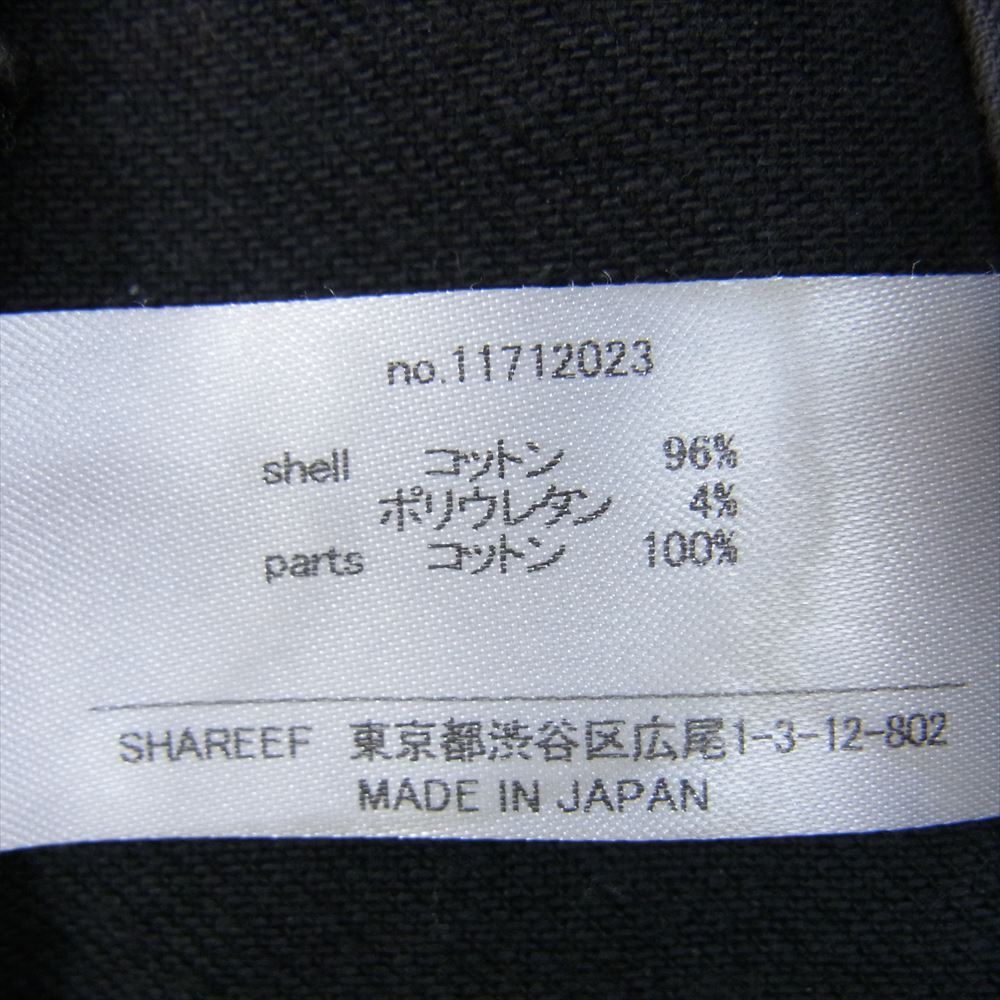 no.11712023
shell コットン 96%
ポリウレタン 4%
parts コットン 100%
SHAREEF 東京都渋谷区広尾1-3-12-802
MADE IN JAPAN